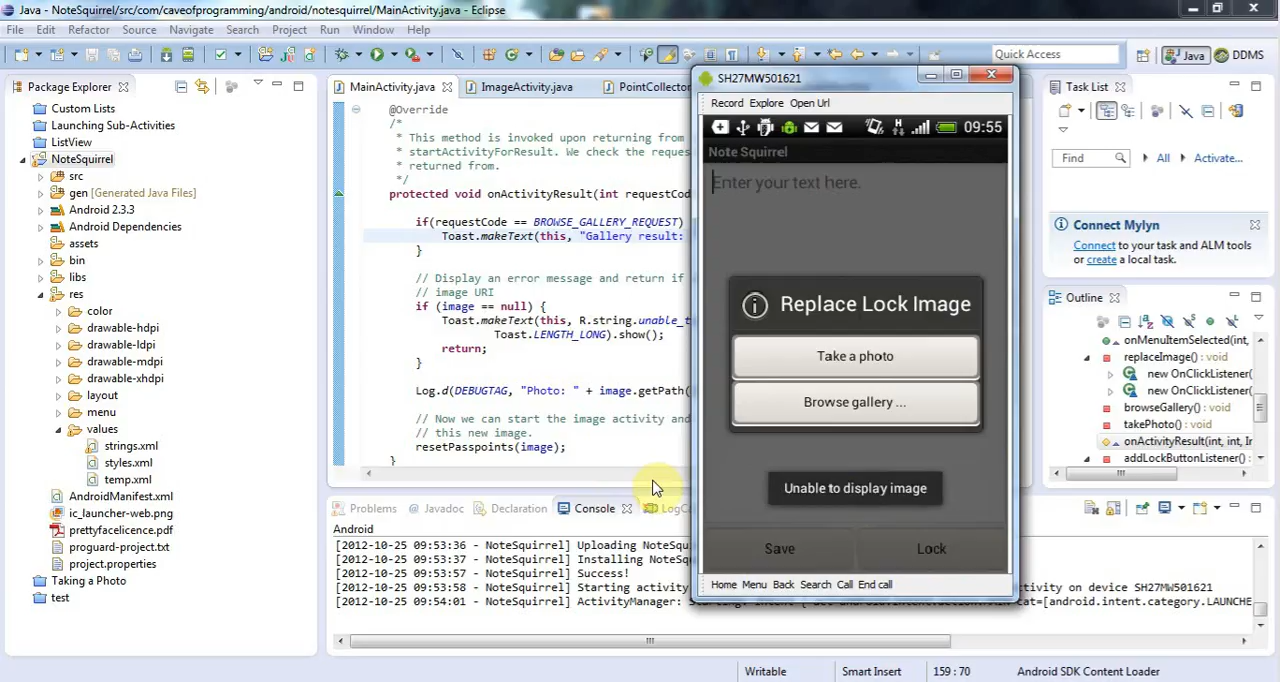 Java - NoteSquirrel/src/com/caveofprogramming/android/notesquirrel/MainActivity.java - Eclipse
File Edit Refactor Source Navigate Search Project Run Window Help
Quick Access
Java
DDMS
Package Explorer
Custom Lists
Launching Sub-Activities
ListView
NoteSquirrel
src
gen [Generated Java Files]
Android 2.3.3
Android Dependencies
assets
bin
libs
res
color
drawable-hdpi
drawable-ldpi
drawable-mdpi
drawable-xhdpi
layout
menu
values
strings.xml
styles.xml
temp.xml
AndroidManifest.xml
ic_launcher-web.png
prettyfacelicence.pdf
proguard-project.txt
project.properties
Taking a Photo
test
MainActivity.java
ImageActivity.java
PointCollector
@Override
/*
* This method is invoked upon returning from
* startActivityForResult. We check the reques
* returned from.
*/
protected void onActivityResult(int requestCod
if(requestCode == BROWSE_GALLERY_REQUEST)
Toast.makeText(this, "Gallery result:
}
// Display an error message and return if
// image URI
if (image == null) {
Toast.makeText(this, R.string.unable_t
Toast.LENGTH_LONG).show();
return;
}
Log.d(DEBUGTAG, "Photo: " + image.getPath(
// Now we can start the image activity and
// this new image.
resetPasspoints(image);
}
Problems
Javadoc
Declaration
Console
LogCa
Android
[2012-10-25 09:53:36 - NoteSquirrel] Uploading NoteSqu
[2012-10-25 09:53:37 - NoteSquirrel] Installing NoteSq
[2012-10-25 09:53:57 - NoteSquirrel] Success!
[2012-10-25 09:53:58 - NoteSquirrel] Starting activity
ctivity on device SH27MW501621
[2012-10-25 09:54:01 - NoteSquirrel] ActivityManager:
cat=[android.intent.category.LAUNCHE
SH27MW501621
Record Explore Open Url
H
09:55
Note Squirrel
Enter your text here.
Replace Lock Image
Take a photo
Browse gallery ...
Unable to display image
Save
Lock
Home Menu Back Search Call End call
Task List
Find
All
Activate...
Connect Mylyn
Connect to your task and ALM tools
or create a local task.
Outline
onMenuItemSelected(int,
replaceImage() : void
new OnClickListener(
new OnClickListener(
browseGallery() : void
takePhoto() : void
onActivityResult(int, int, In
addLockButtonListener()
Writable
Smart Insert
159 : 70
Android SDK Content Loader